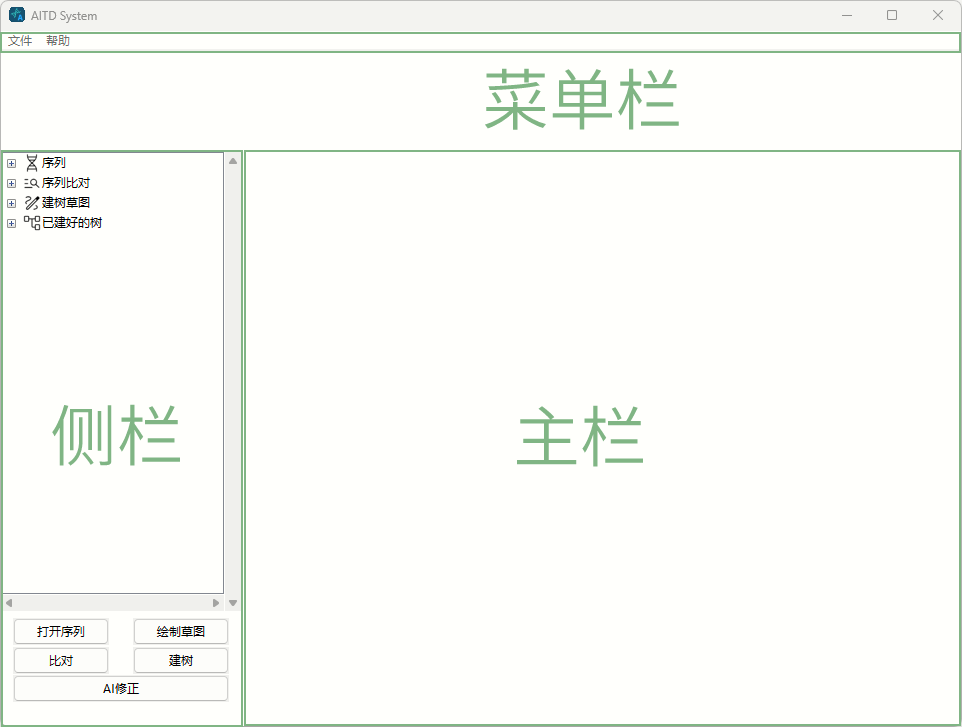 AITD System
文件 帮助
菜单栏
序列
序列比对
建树草图
已建好的树
侧栏
主栏
打开序列 绘制草图
比对 建树
AI修正